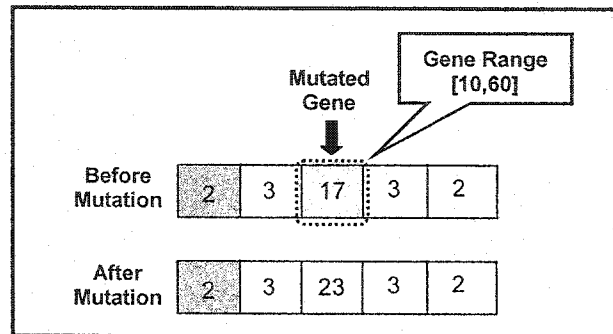 Gene Range
[10,60]
Mutated
Gene
Before
Mutation
2 3 17 3 2
After
Mutation
2 3 23 3 2